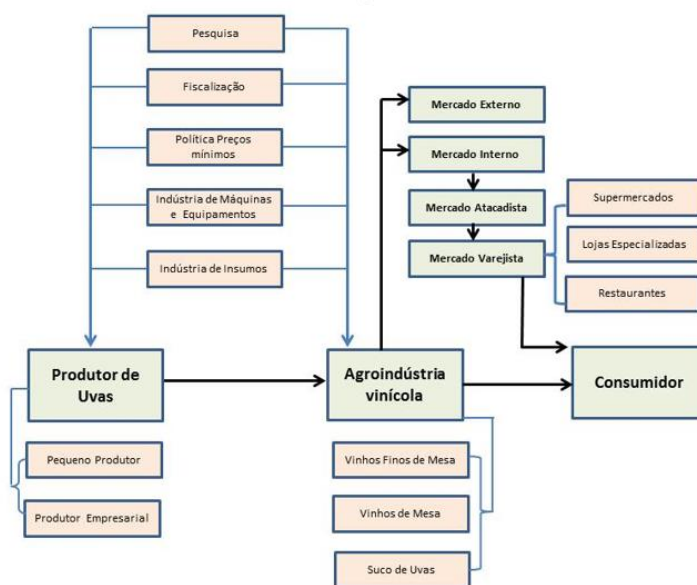 Pesquisa
Fiscalização
Política Preços
mínimos
Indústria de Máquinas
e Equipamentos
Indústria de Insumos
Mercado Externo
Mercado Interno
Mercado Atacadista
Mercado Varejista
Supermercados
Lojas Especializadas
Restaurantes
Produtor de
Uvas
Agroindústria
vinícola
Consumidor
Pequeno Produtor
Produtor Empresarial
Vinhos Finos de Mesa
Vinhos de Mesa
Suco de Uvas